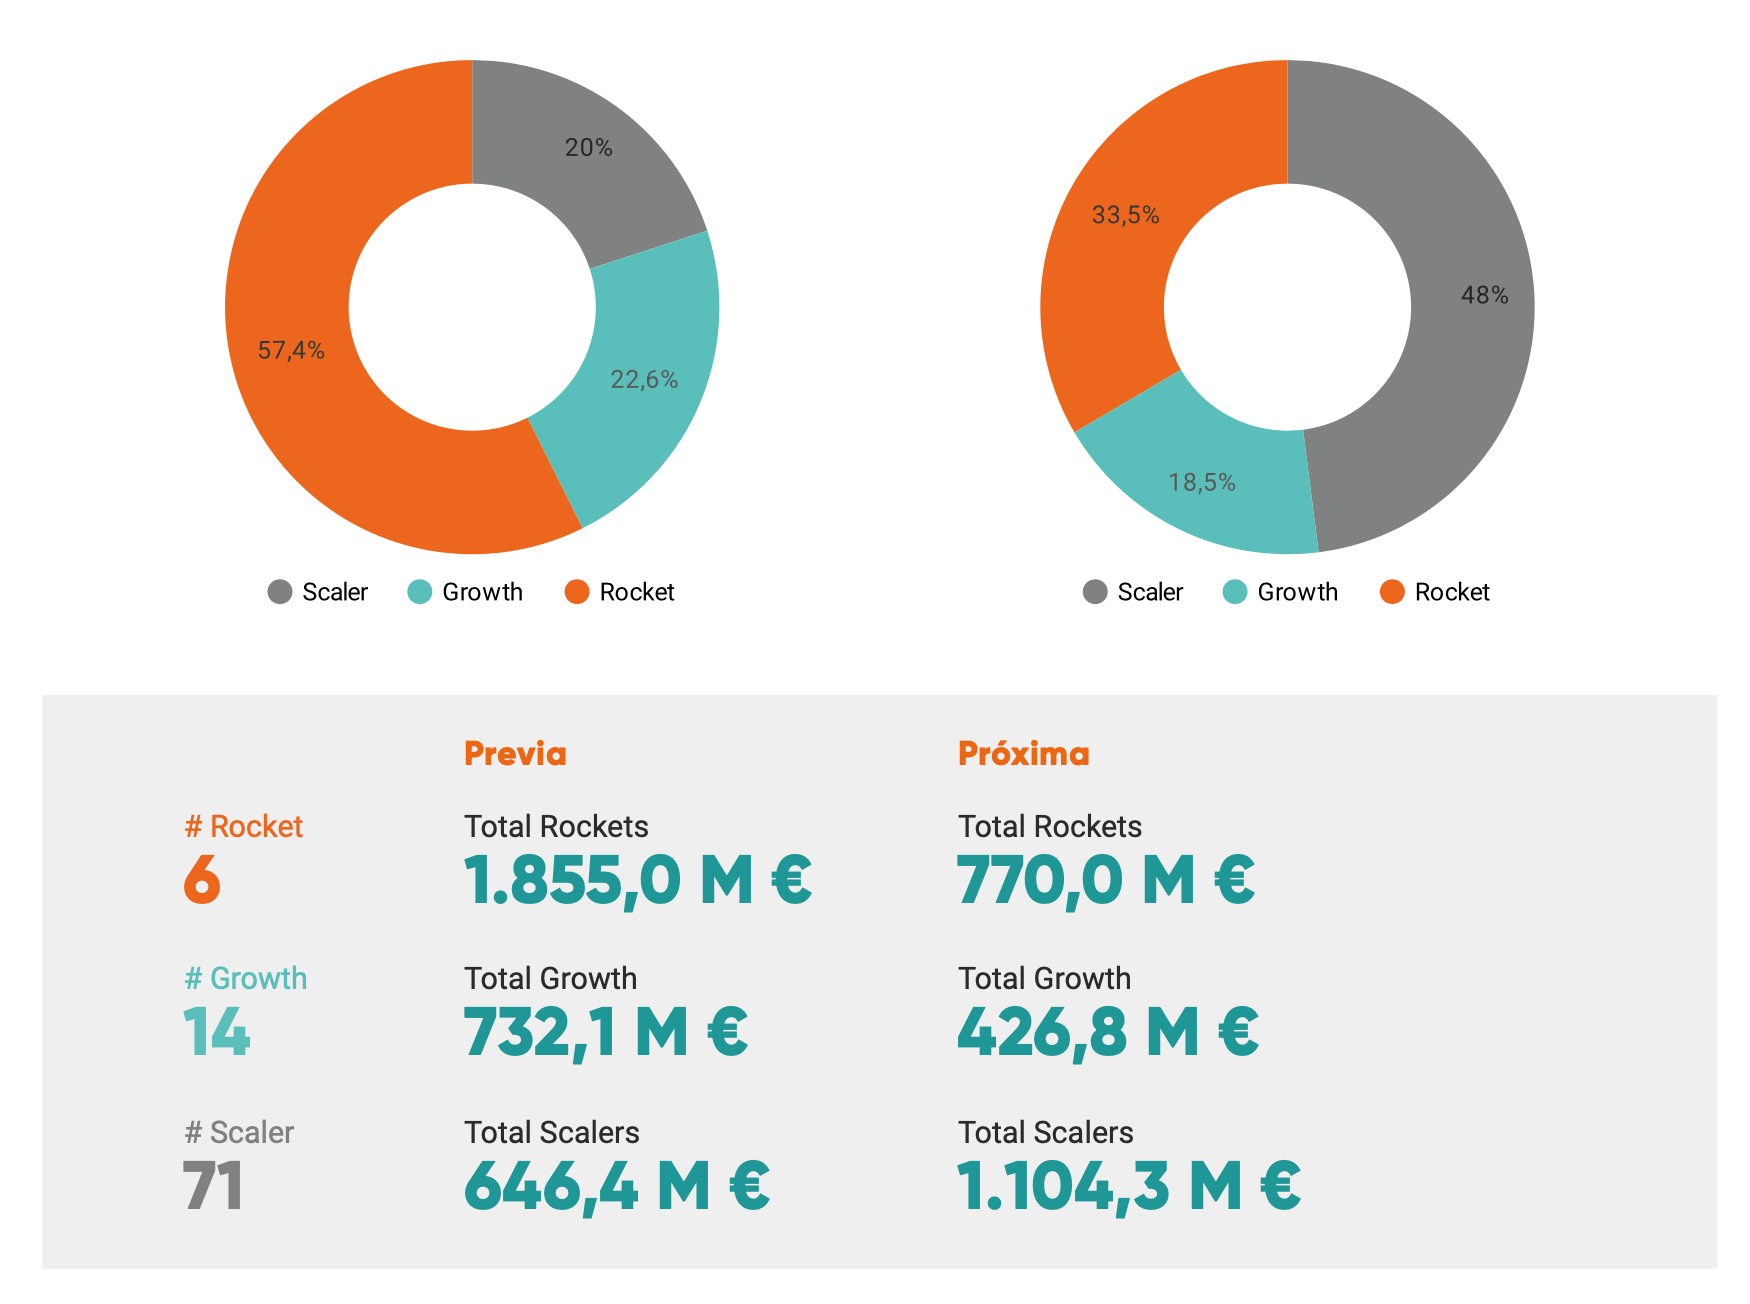 20%
57,4%
22,6%
Scaler Growth Rocket
33,5%
48%
18,5%
Scaler Growth Rocket
Previa Próxima
# Rocket Total Rockets Total Rockets
6 1.855,0 M € 770,0 M €
# Growth Total Growth Total Growth
14 732,1 M € 426,8 M €
# Scaler Total Scalers Total Scalers
71 646,4 M € 1.104,3 M €